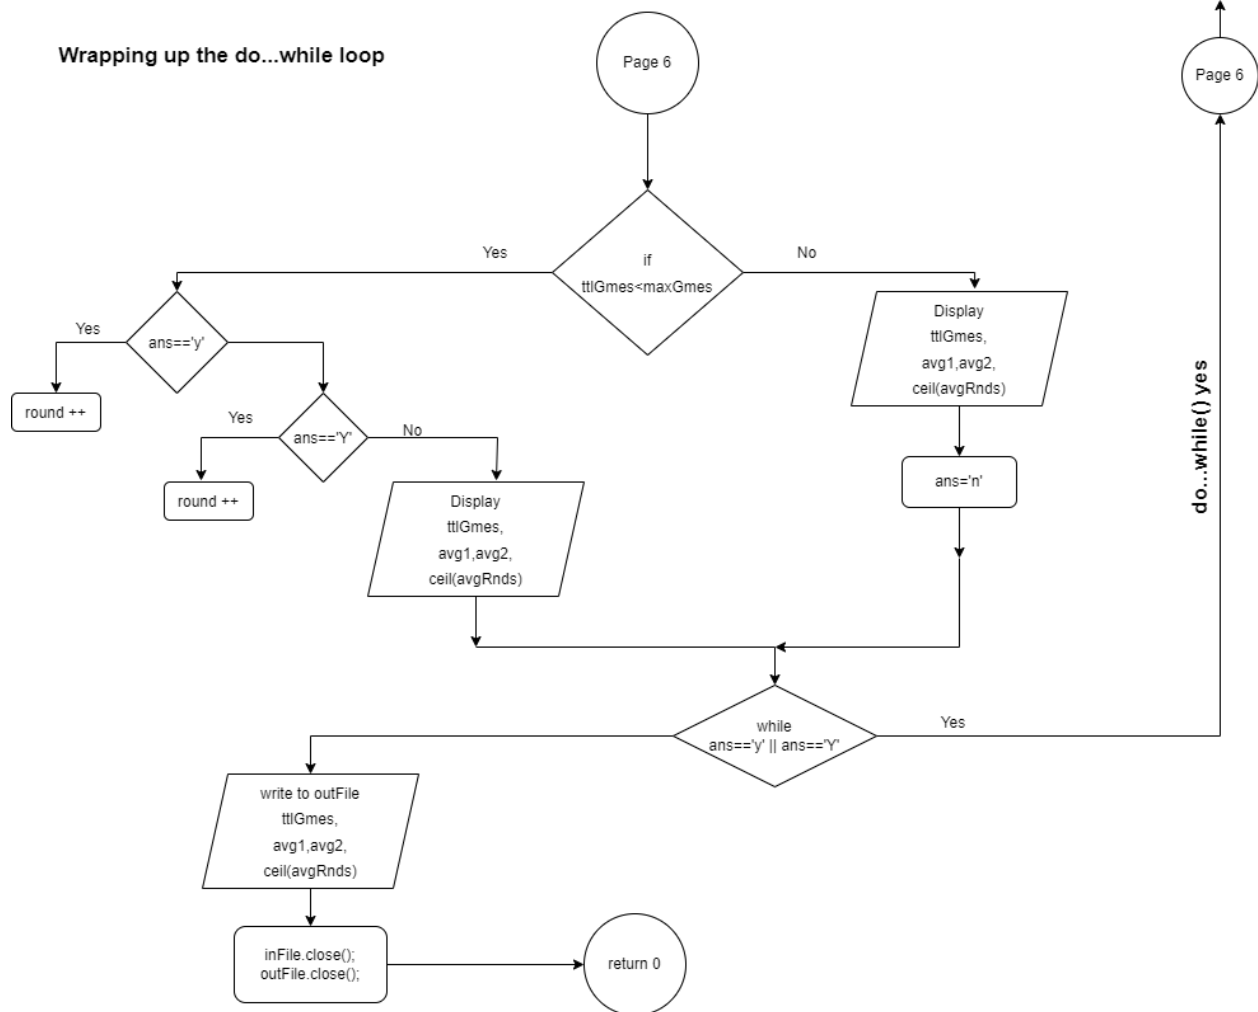 Wrapping up the do...while loop
Page 6
Page 6
if
ttlGmes<maxGmes
Yes
No
ans=='y'
Yes
round ++
ans=='Y'
Yes
No
round ++
Display
ttlGmes,
avg1,avg2,
ceil(avgRnds)
Display
ttlGmes,
avg1,avg2,
ceil(avgRnds)
ans='n'
do...while() yes
while
ans=='y' || ans=='Y'
Yes
write to outFile
ttlGmes,
avg1,avg2,
ceil(avgRnds)
inFile.close();
outFile.close();
return 0